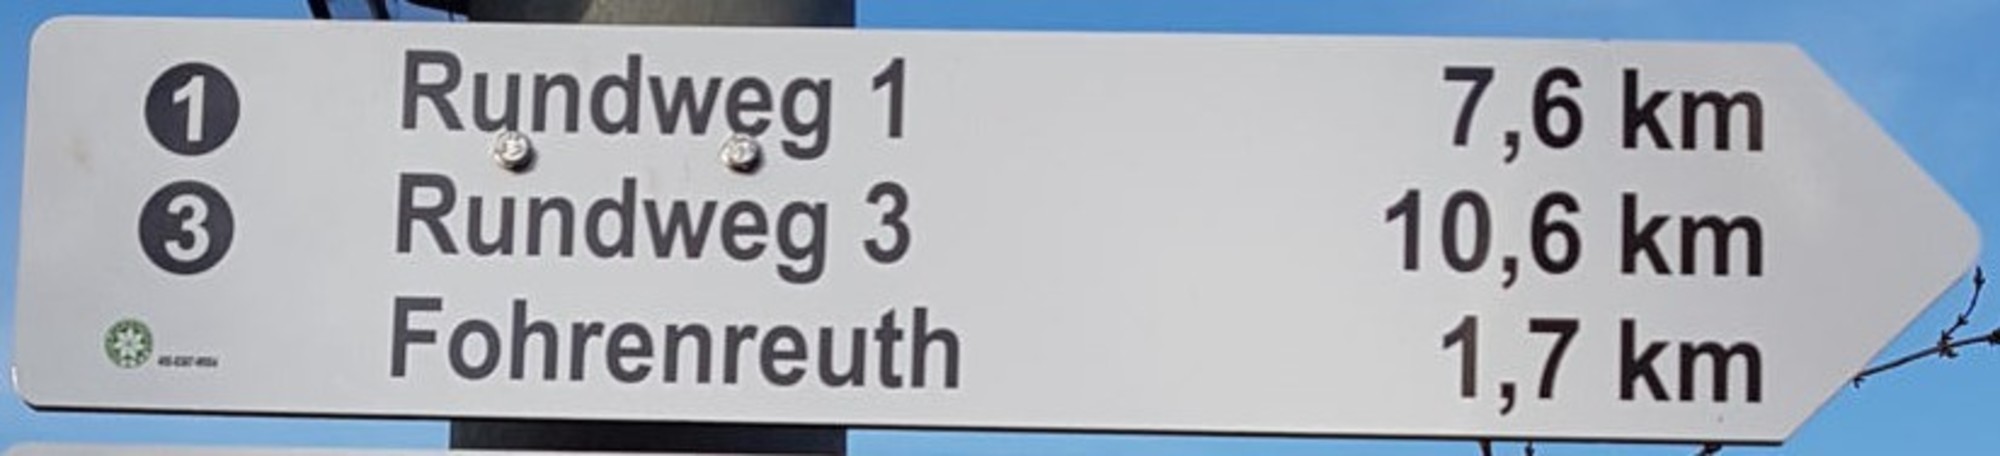 1 Rundweg 1 7,6 km
3 Rundweg 3 10,6 km
Fohrenreuth 1,7 km